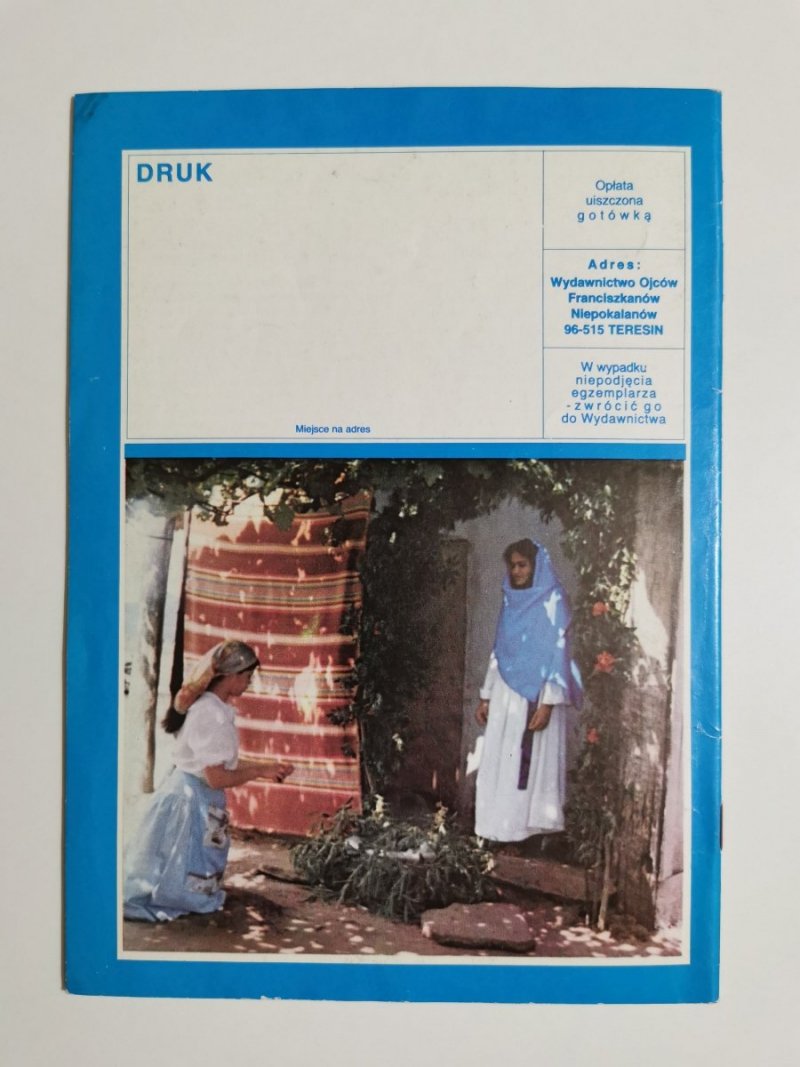 DRUK
Opłata
uiszczona
gotówką
Adres:
Wydawnictwo Ojców
Franciszkanów
Niepokalanów
96-515 TERESIN
W wypadku
niepodjęcia
egzemplarza
-zwrócić go
do Wydawnictwa
Miejsce na adres